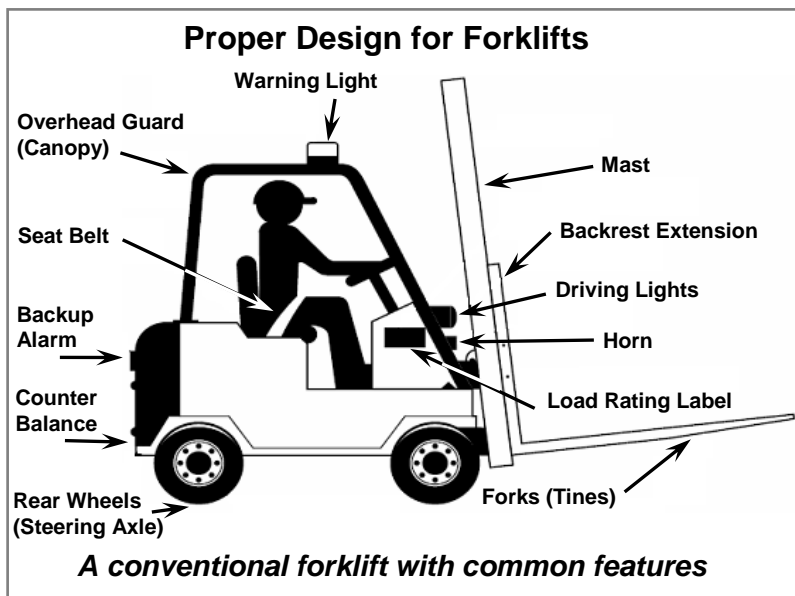 Proper Design for Forklifts
Warning Light
Overhead Guard
(Canopy)
Mast
Seat Belt
Backrest Extension
Driving Lights
Backup
Alarm
Horn
Counter
Balance
Load Rating Label
Rear Wheels
(Steering Axle)
Forks (Tines)
A conventional forklift with common features